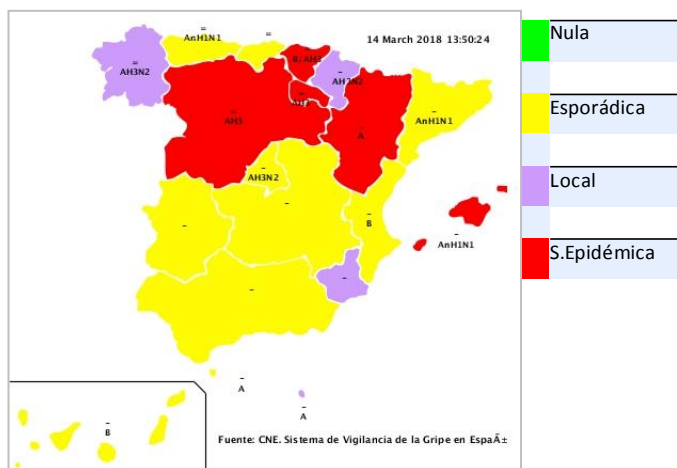 14 March 2018 13:50:24
=
AnH1N1
=
=
AH3N2
B/AH3
–
AH3N2
=
AH3
–
A
–
AnH1N1
–
AH3N2
–
–
–
B
–
AnH1N1
–
–
–
A
–
A
–
B
Fuente: CNE. Sistema de Vigilancia de la Gripe en EspaÃ±
Nula
Esporádica
Local
S.Epidémica